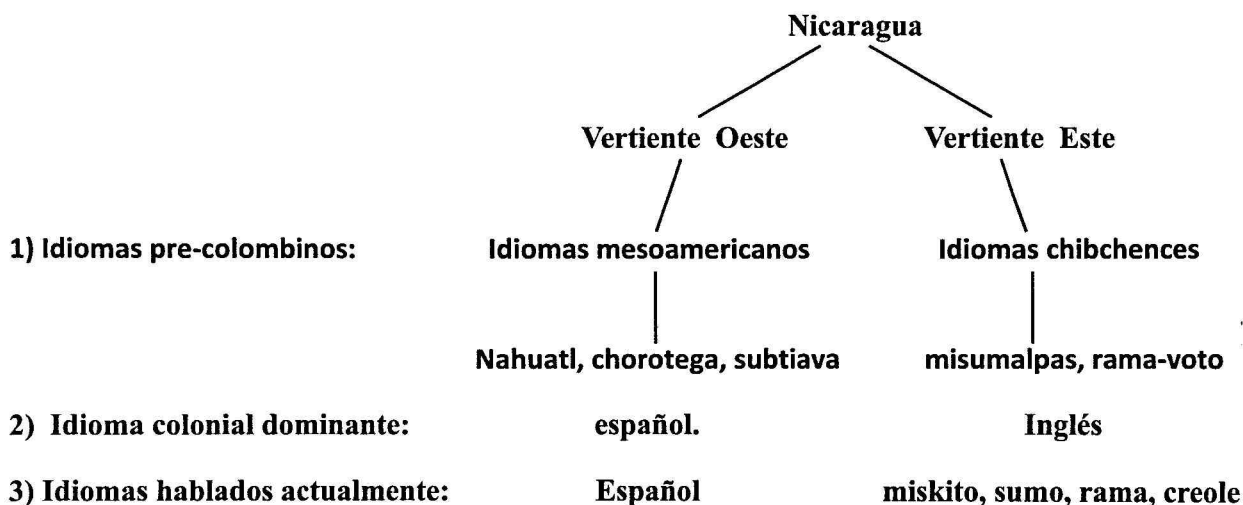 Nicaragua
Vertiente Oeste Vertiente Este
1) Idiomas pre-colombinos: Idiomas mesoamericanos Idiomas chibchences
Nahuatl, chorotega, subtiava misumalpas, rama-voto
2) Idioma colonial dominante: español. Inglés
3) Idiomas hablados actualmente: Español miskito, sumo, rama, creole